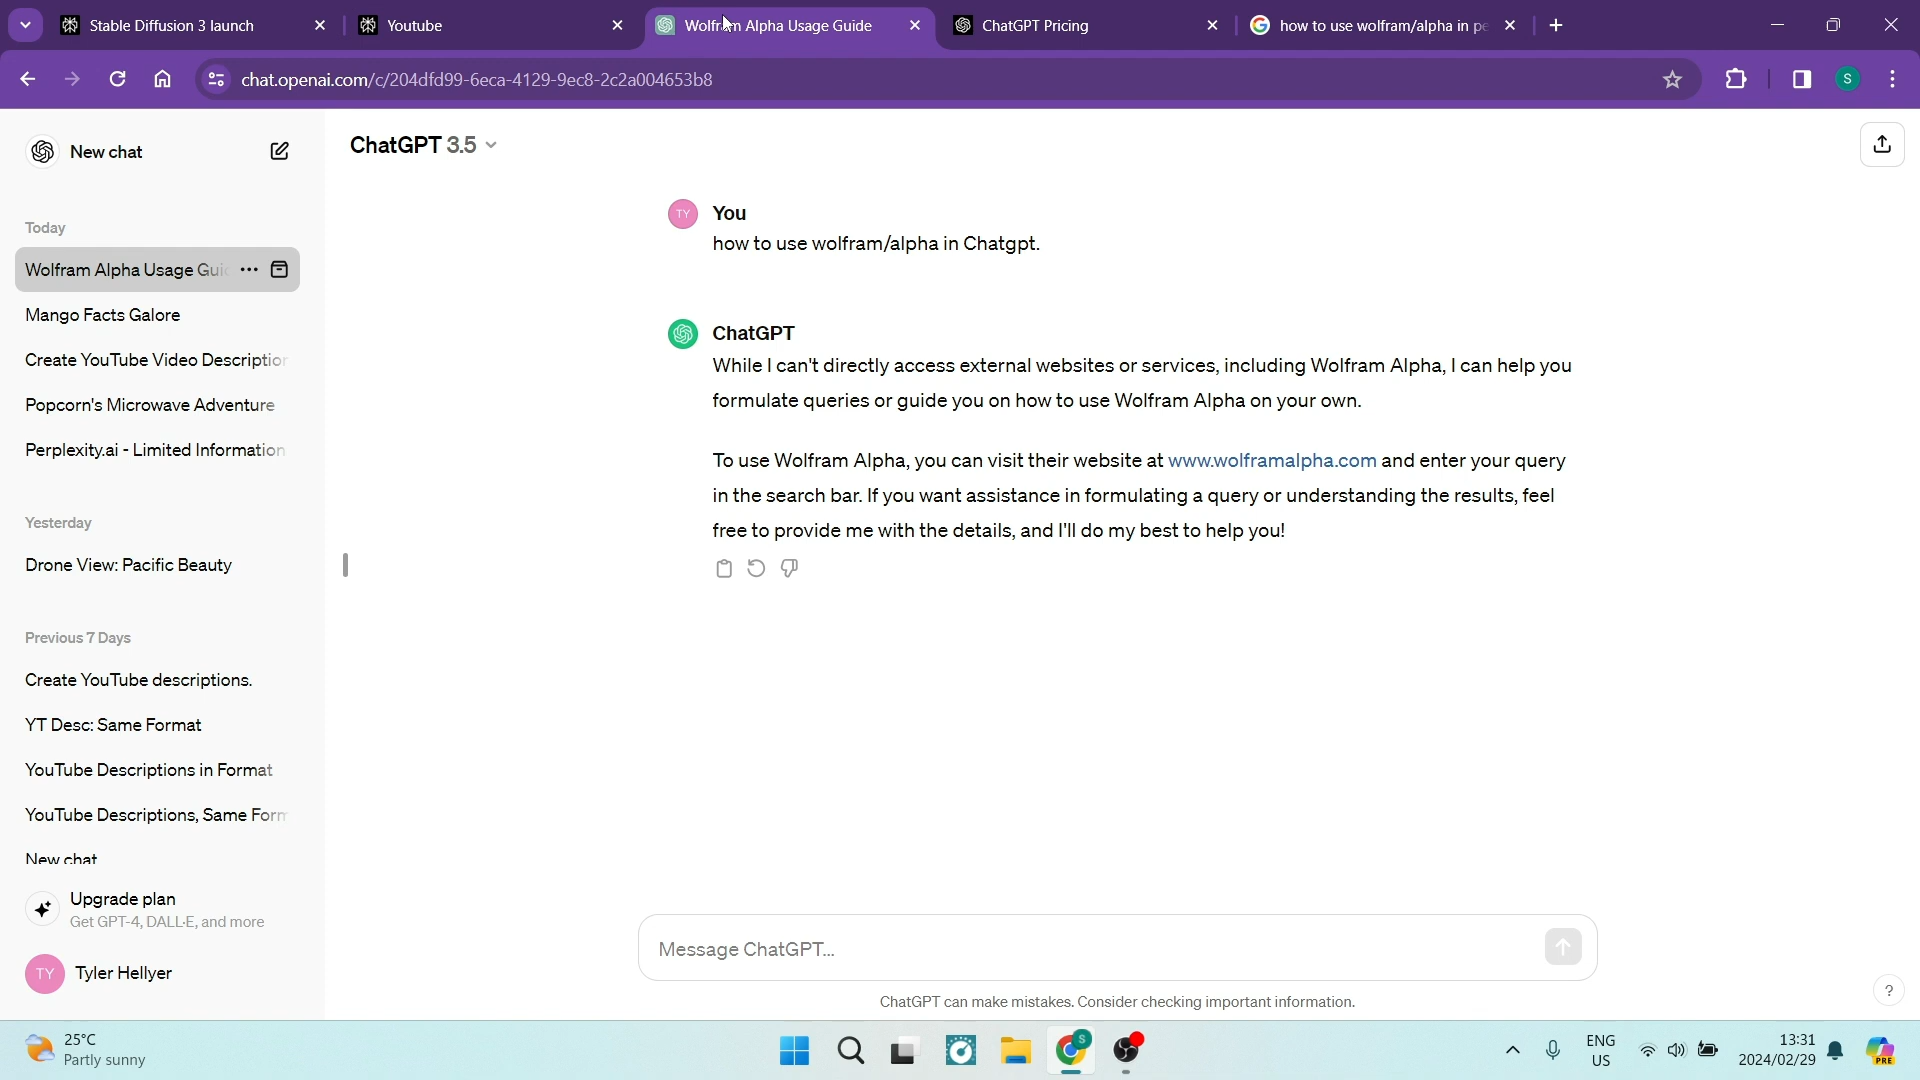 Stable Diffusion 3 launch
Youtube
Wolfram Alpha Usage Guide
ChatGPT Pricing
how to use wolfram/alpha in pe
chat.openai.com/c/204dfd99-6eca-4129-9ec8-2c2a004653b8
S
New chat
ChatGPT 3.5
Today
Wolfram Alpha Usage Gui
Mango Facts Galore
Create YouTube Video Description
Popcorn's Microwave Adventure
Perplexity.ai - Limited Information
Yesterday
Drone View: Pacific Beauty
Previous 7 Days
Create YouTube descriptions.
YT Desc: Same Format
YouTube Descriptions in Format
YouTube Descriptions, Same Form
New chat
Upgrade plan
Get GPT-4, DALL·E, and more
TY
Tyler Hellyer
TY
You
how to use wolfram/alpha in Chatgpt.
ChatGPT
While I can't directly access external websites or services, including Wolfram Alpha, I can help you
formulate queries or guide you on how to use Wolfram Alpha on your own.
To use Wolfram Alpha, you can visit their website at www.wolframalpha.com and enter your query
in the search bar. If you want assistance in formulating a query or understanding the results, feel
free to provide me with the details, and I'll do my best to help you!
Message ChatGPT...
ChatGPT can make mistakes. Consider checking important information.
?
25°C
Partly sunny
S
ENG
US
13:31
2024/02/29
PRE